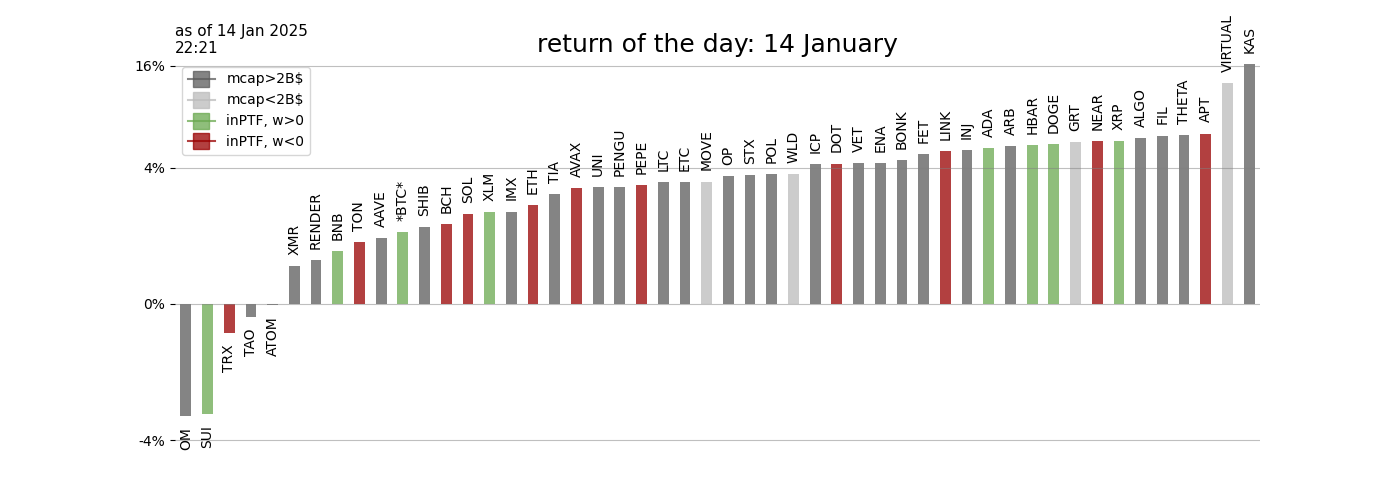 as of 14 Jan 2025
22:21
return of the day: 14 January
mcap>2B$
mcap<2B$
inPTF, w>0
inPTF, w<0
16%
4%
0%
-4%
OM
SUI
TRX
TAO
ATOM
XMR
RENDER
BNB
TON
AAVE
*BTC*
SHIB
BCH
SOL
XLM
IMX
ETH
TIA
AVAX
UNI
PENGU
PEPE
LTC
ETC
MOVE
OP
STX
POL
WLD
ICP
DOT
VET
ENA
BONK
FET
LINK
INJ
ADA
ARB
HBAR
DOGE
GRT
NEAR
XRP
ALGO
FIL
THETA
APT
VIRTUAL
KAS